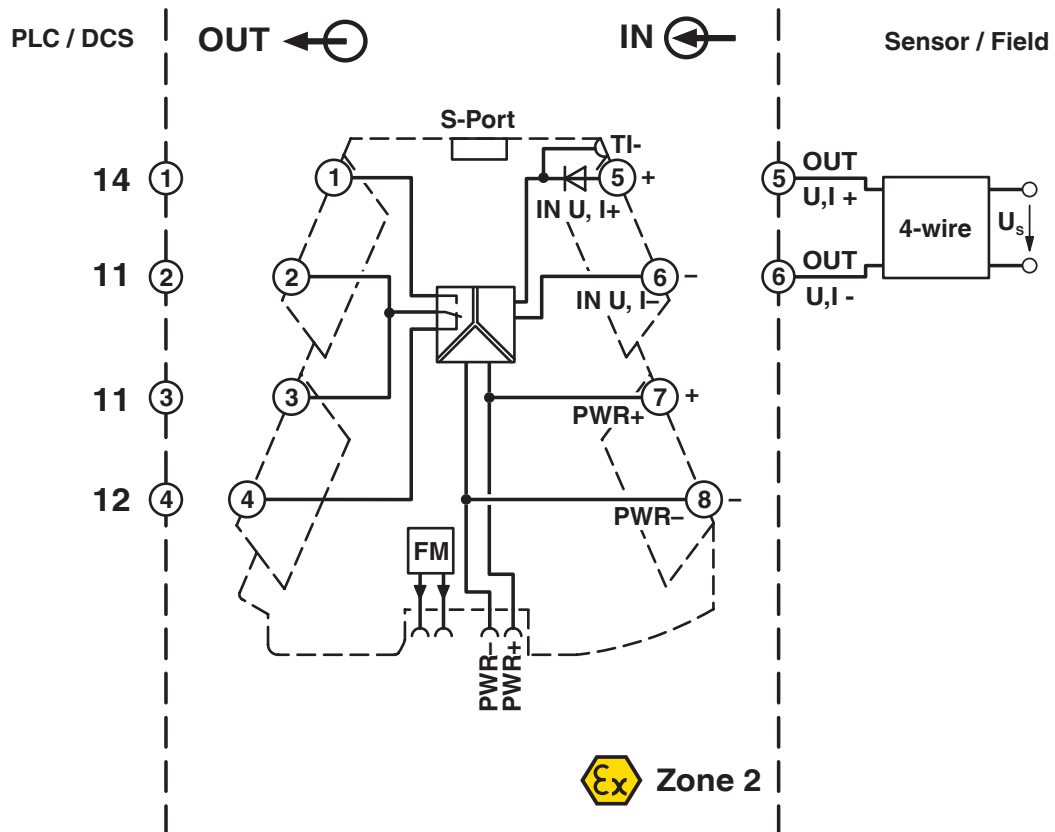 PLC / DCS
OUT
IN
Sensor / Field
S-Port
TI-
14
1
1
5
+
5
OUT
U,I +
IN U, I+
4-wire
Us
11
2
2
6
–
6
OUT
U,I -
IN U, I–
11
3
3
7
+
PWR+
12
4
4
8
–
PWR–
FM
PWR–
PWR+
Ex
Zone 2